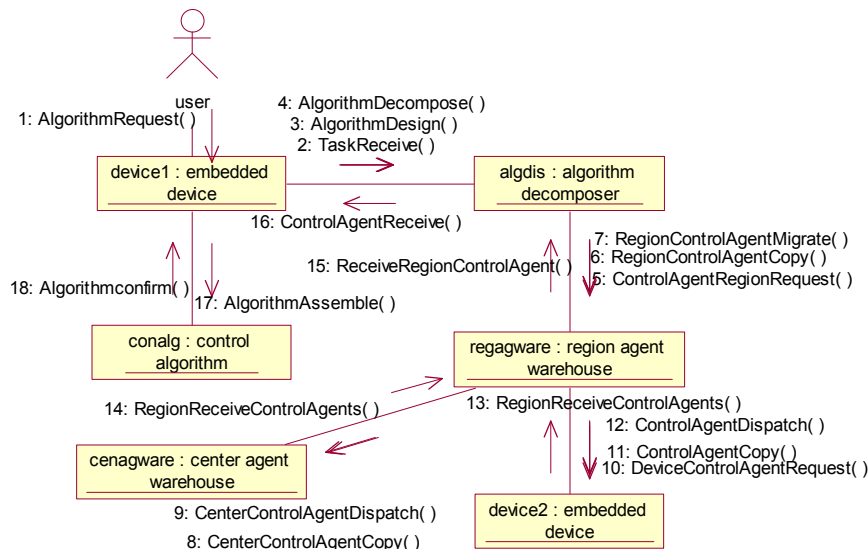 user
1: AlgorithmRequest( )
4: AlgorithmDecompose( )
3: AlgorithmDesign( )
2: TaskReceive( )
device1 : embedded
device
algdis : algorithm
decomposer
16: ControlAgentReceive( )
7: RegionControlAgentMigrate( )
6: RegionControlAgentCopy( )
5: ControlAgentRegionRequest( )
15: ReceiveRegionControlAgent( )
18: Algorithmconfirm( )
17: AlgorithmAssemble( )
conalg : control
algorithm
regagware : region agent
warehouse
14: RegionReceiveControlAgents( )
13: RegionReceiveControlAgents( )
12: ControlAgentDispatch( )
11: ControlAgentCopy( )
10: DeviceControlAgentRequest( )
cenagware : center agent
warehouse
9: CenterControlAgentDispatch( )
8: CenterControlAgentCopy( )
device2 : embedded
device